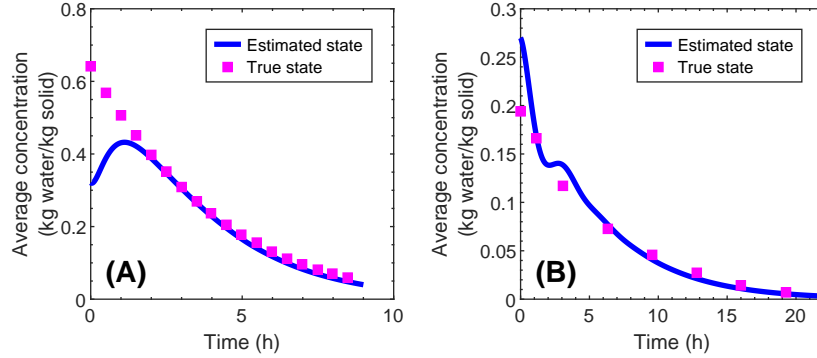 0.8
0.6
0.4
0.2
0
0
5
10
Average concentration
(kg water/kg solid)
Time (h)
Estimated state
True state
(A)
0.3
0.25
0.2
0.15
0.1
0.05
0
0
5
10
15
20
Average concentration
(kg water/kg solid)
Time (h)
Estimated state
True state
(B)